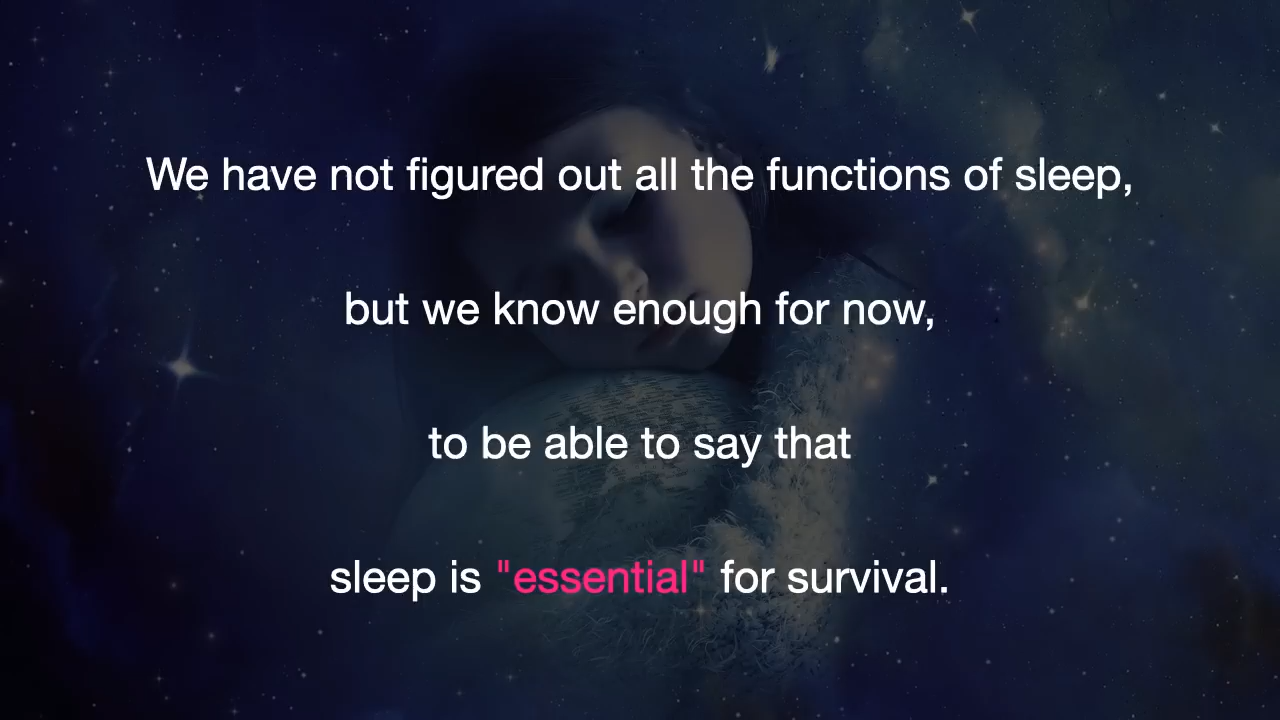 We have not figured out all the functions of sleep,
but we know enough for now,
to be able to say that
sleep is "essential" for survival.